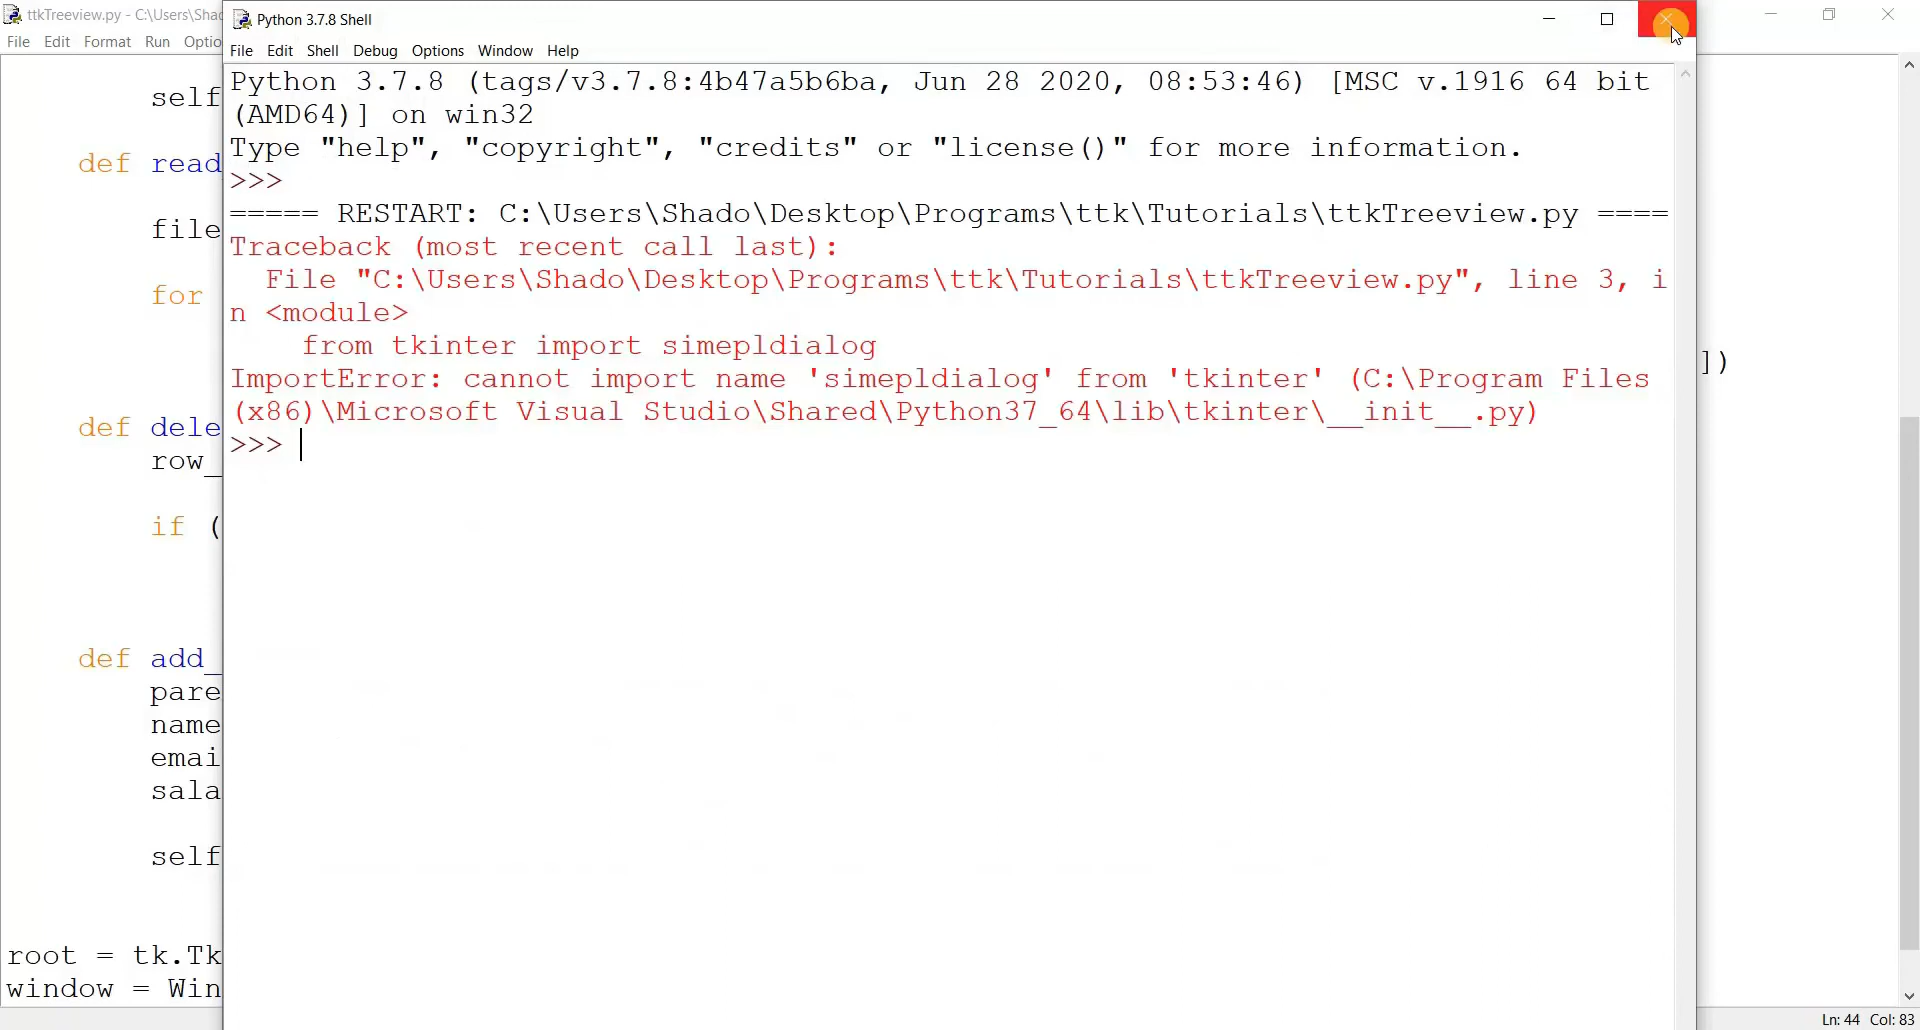 ttkTreeview.py - C:\Users\Shad
File Edit Format Run Optio
Python 3.7.8 Shell
File Edit Shell Debug Options Window Help
Python 3.7.8 (tags/v3.7.8:4b47a5b6ba, Jun 28 2020, 08:53:46) [MSC v.1916 64 bit
(AMD64)] on win32
Type "help", "copyright", "credits" or "license()" for more information.
>>>
===== RESTART: C:\Users\Shado\Desktop\Programs\ttk\Tutorials\ttkTreeview.py ====
Traceback (most recent call last):
  File "C:\Users\Shado\Desktop\Programs\ttk\Tutorials\ttkTreeview.py", line 3, i
n <module>
    from tkinter import simepldialog
ImportError: cannot import name 'simepldialog' from 'tkinter' (C:\Program Files
(x86)\Microsoft Visual Studio\Shared\Python37_64\lib\tkinter\__init__.py)
>>>
self
def read
file
for
])
def dele
row_
if (
def add_
pare
name
emai
sala
self
root = tk.Tk
window = Win
Ln: 44 Col: 83